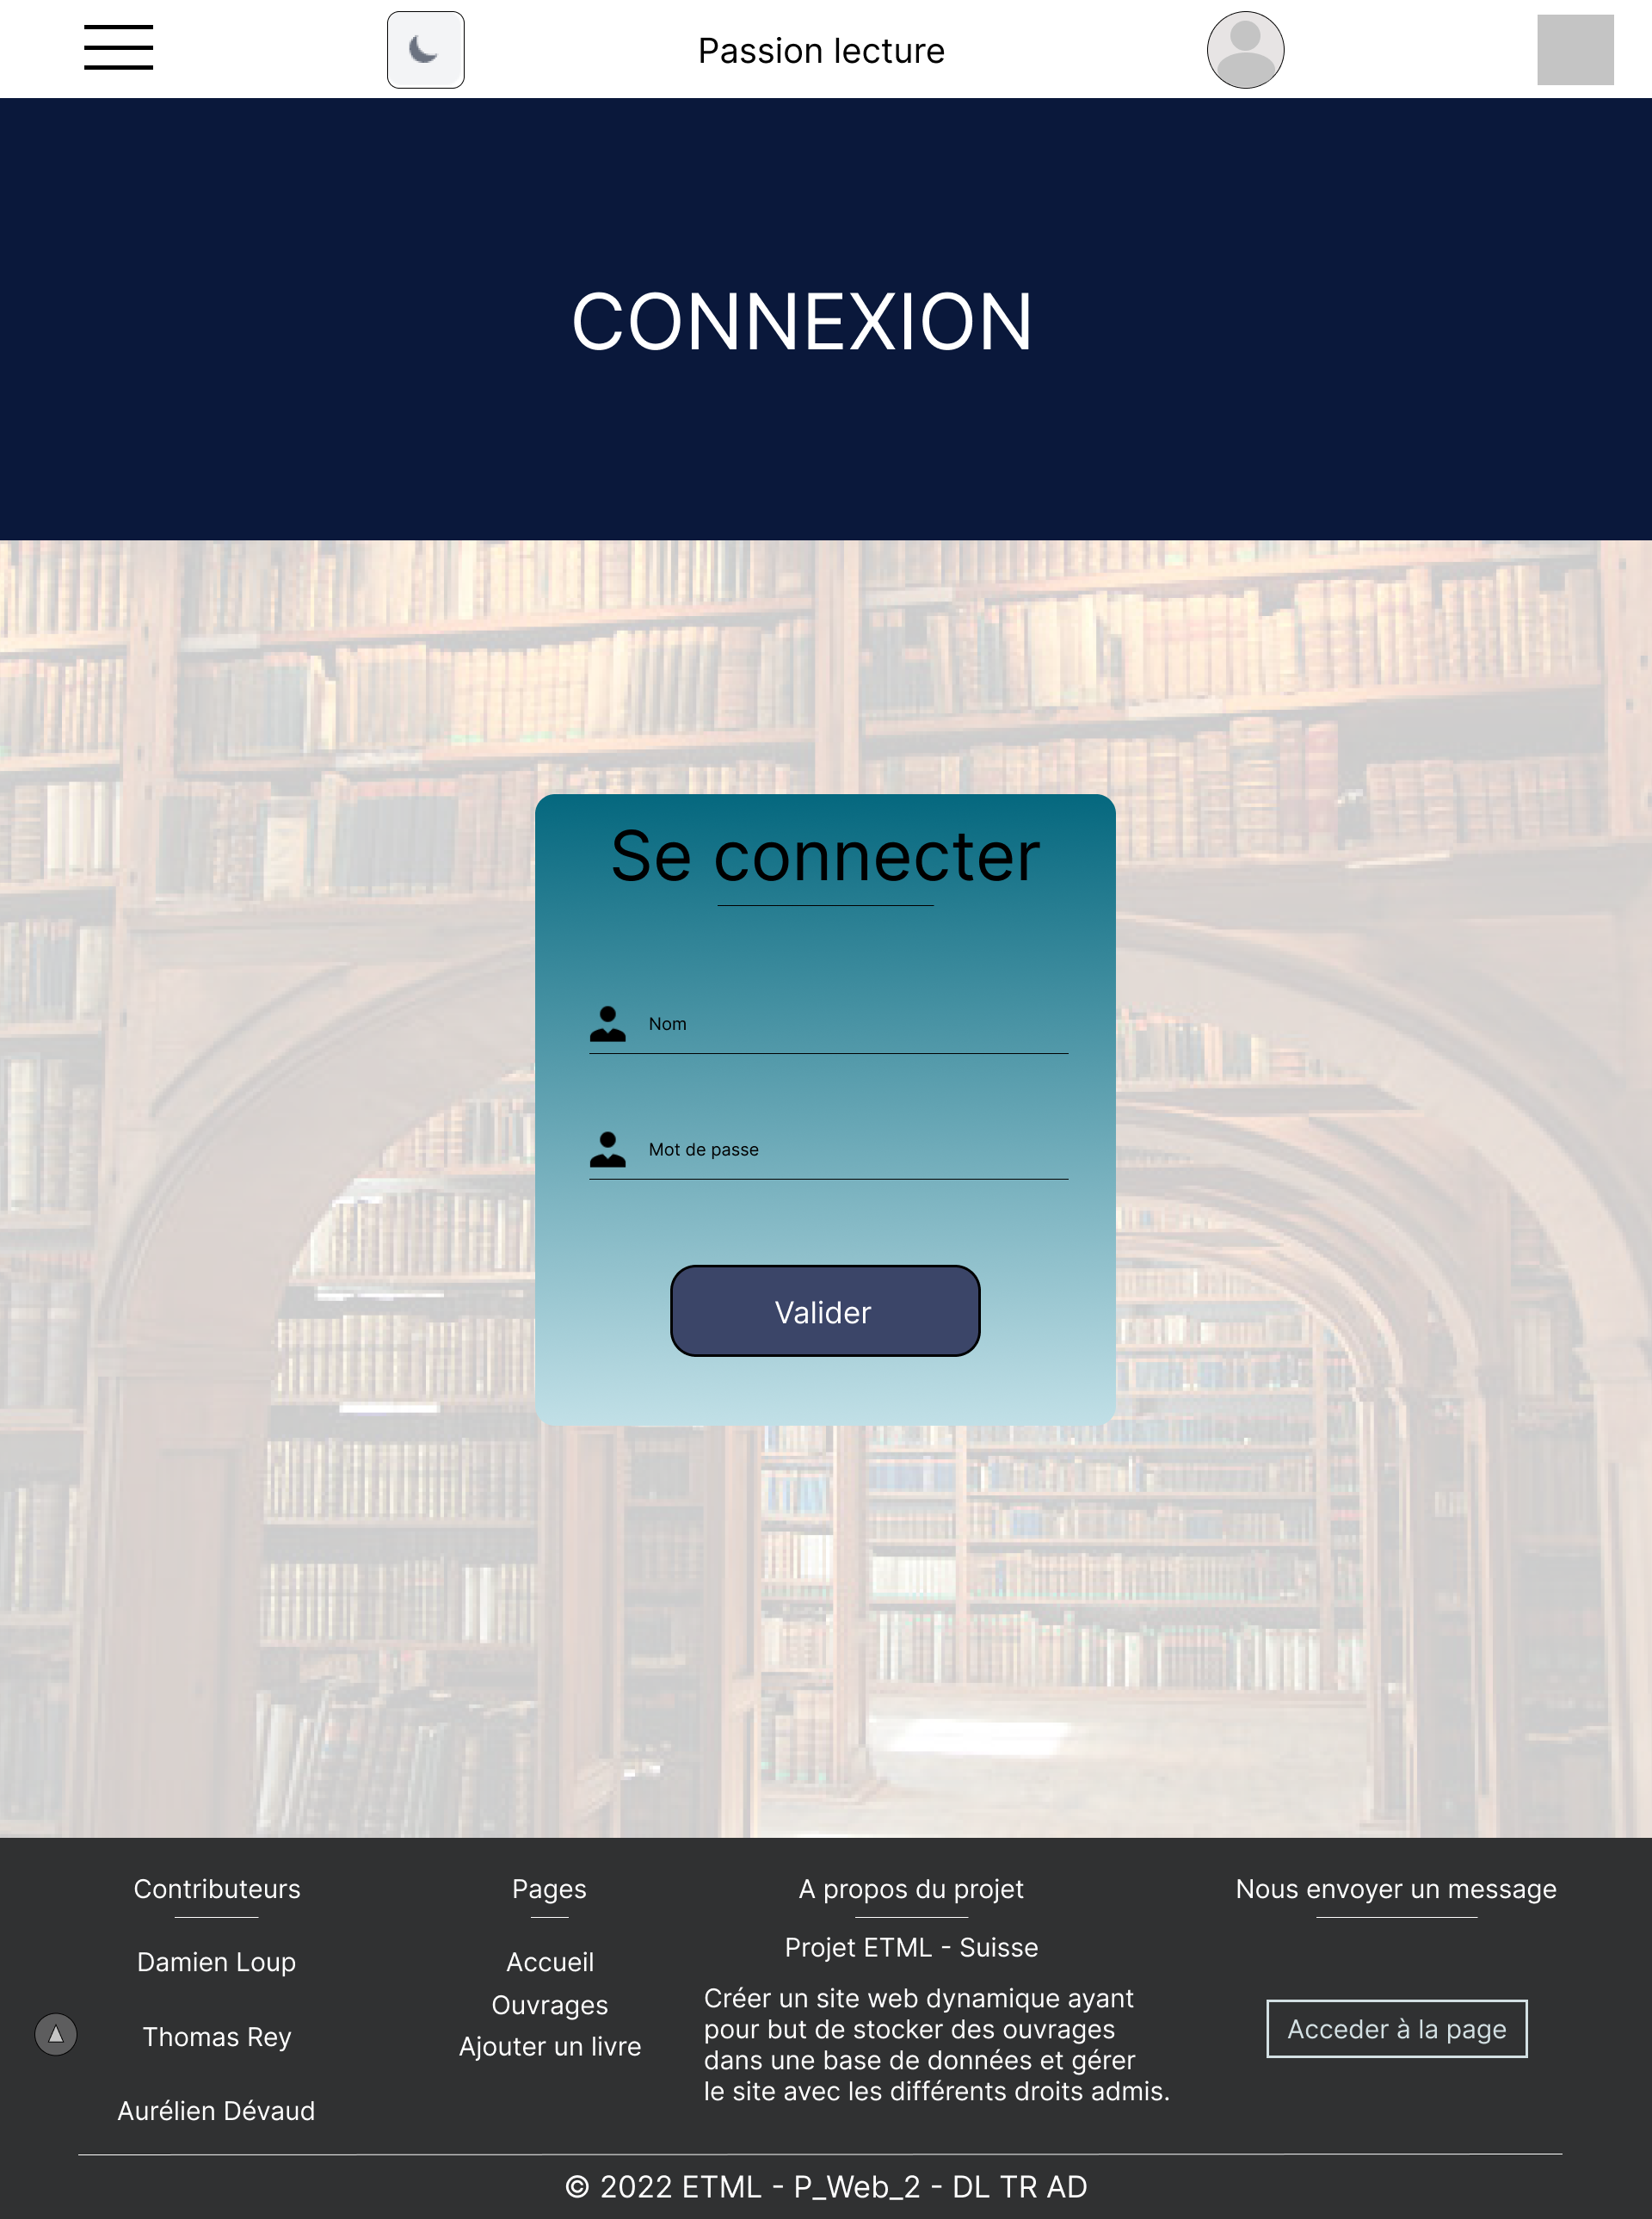 Passion lecture
CONNEXION
Se connecter
Nom
Mot de passe
Valider
Contributeurs
Damien Loup
Thomas Rey
Aurélien Dévaud
Pages
Accueil
Ouvrages
Ajouter un livre
A propos du projet
Projet ETML - Suisse
Créer un site web dynamique ayant
pour but de stocker des ouvrages
dans une base de données et gérer
le site avec les différents droits admis.
Nous envoyer un message
Acceder à la page
© 2022 ETML - P_Web_2 - DL TR AD